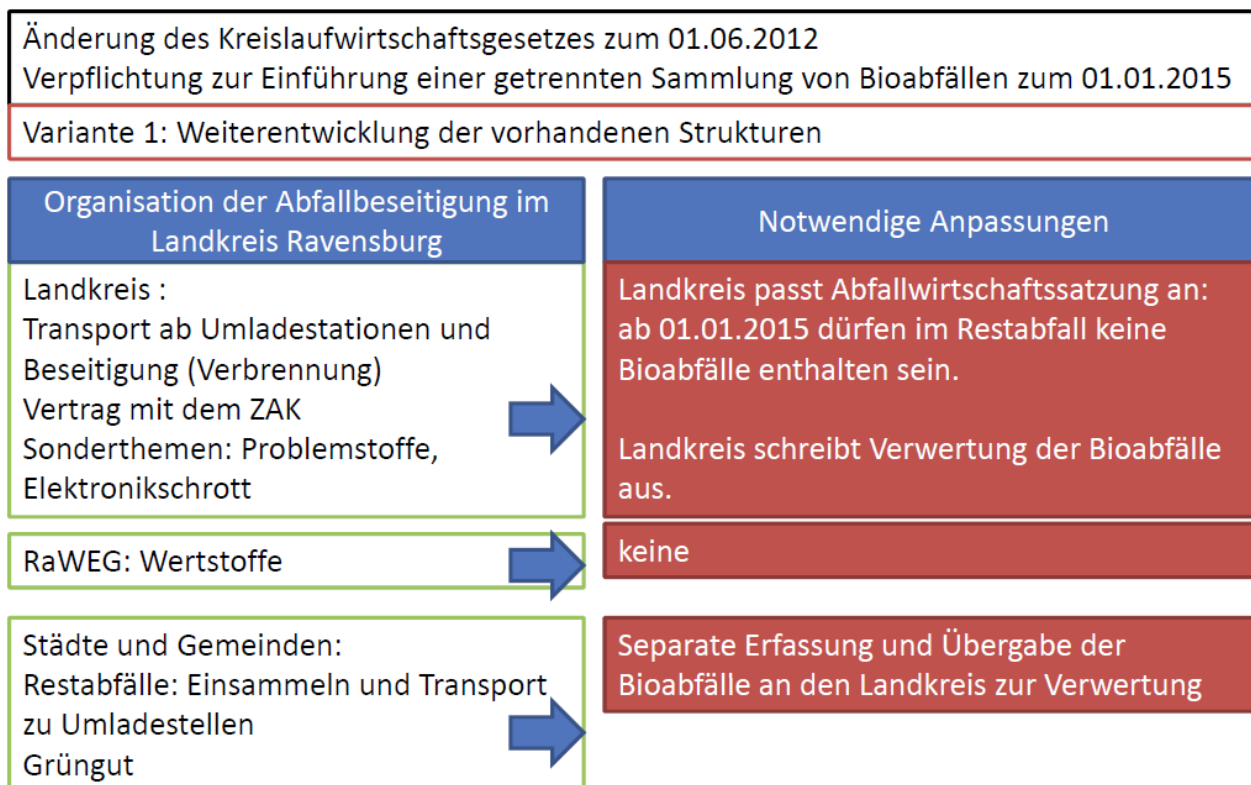 Änderung des Kreislaufwirtschaftsgesetzes zum 01.06.2012
Verpflichtung zur Einführung einer getrennten Sammlung von Bioabfällen zum 01.01.2015
Variante 1: Weiterentwicklung der vorhandenen Strukturen
Organisation der Abfallbeseitigung im
Landkreis Ravensburg
Notwendige Anpassungen
Landkreis :
Transport ab Umladestationen und
Beseitigung (Verbrennung)
Vertrag mit dem ZAK
Sonderthemen: Problemstoffe,
Elektronikschrott
Landkreis passt Abfallwirtschaftssatzung an:
ab 01.01.2015 dürfen im Restabfall keine
Bioabfälle enthalten sein.
Landkreis schreibt Verwertung der Bioabfälle
aus.
RaWEG: Wertstoffe
keine
Städte und Gemeinden:
Restabfälle: Einsammeln und Transport
zu Umladestellen
Grüngut
Separate Erfassung und Übergabe der
Bioabfälle an den Landkreis zur Verwertung